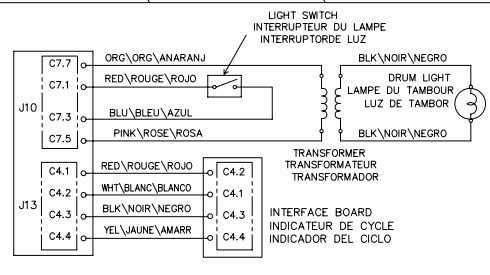 LIGHT SWITCH
INTERRUPTEUR DU LAMPE
INTERRUPTORDE LUZ
ORG\ORG\ANARANJ
BLK\NOIR\NEGRO
C7.7
RED\ROUGE\ROJO
C7.1
DRUM LIGHT
LAMPE DU TAMBOUR
LUZ DE TAMBOR
J10
BLU\BLEU\AZUL
C7.3
PINK\ROSE\ROSA
BLK\NOIR\NEGRO
C7.5
TRANSFORMER
TRANSFORMATEUR
TRANSFORMADOR
RED\ROUGE\ROJO
C4.1
C4.2
WHT\BLANC\BLANCO
C4.2
C4.1
J13
BLK\NOIR\NEGRO
C4.3
C4.3
YEL\JAUNE\AMARR
C4.4
C4.4
INTERFACE BOARD
INDICATEUR DE CYCLE
INDICADOR DEL CICLO